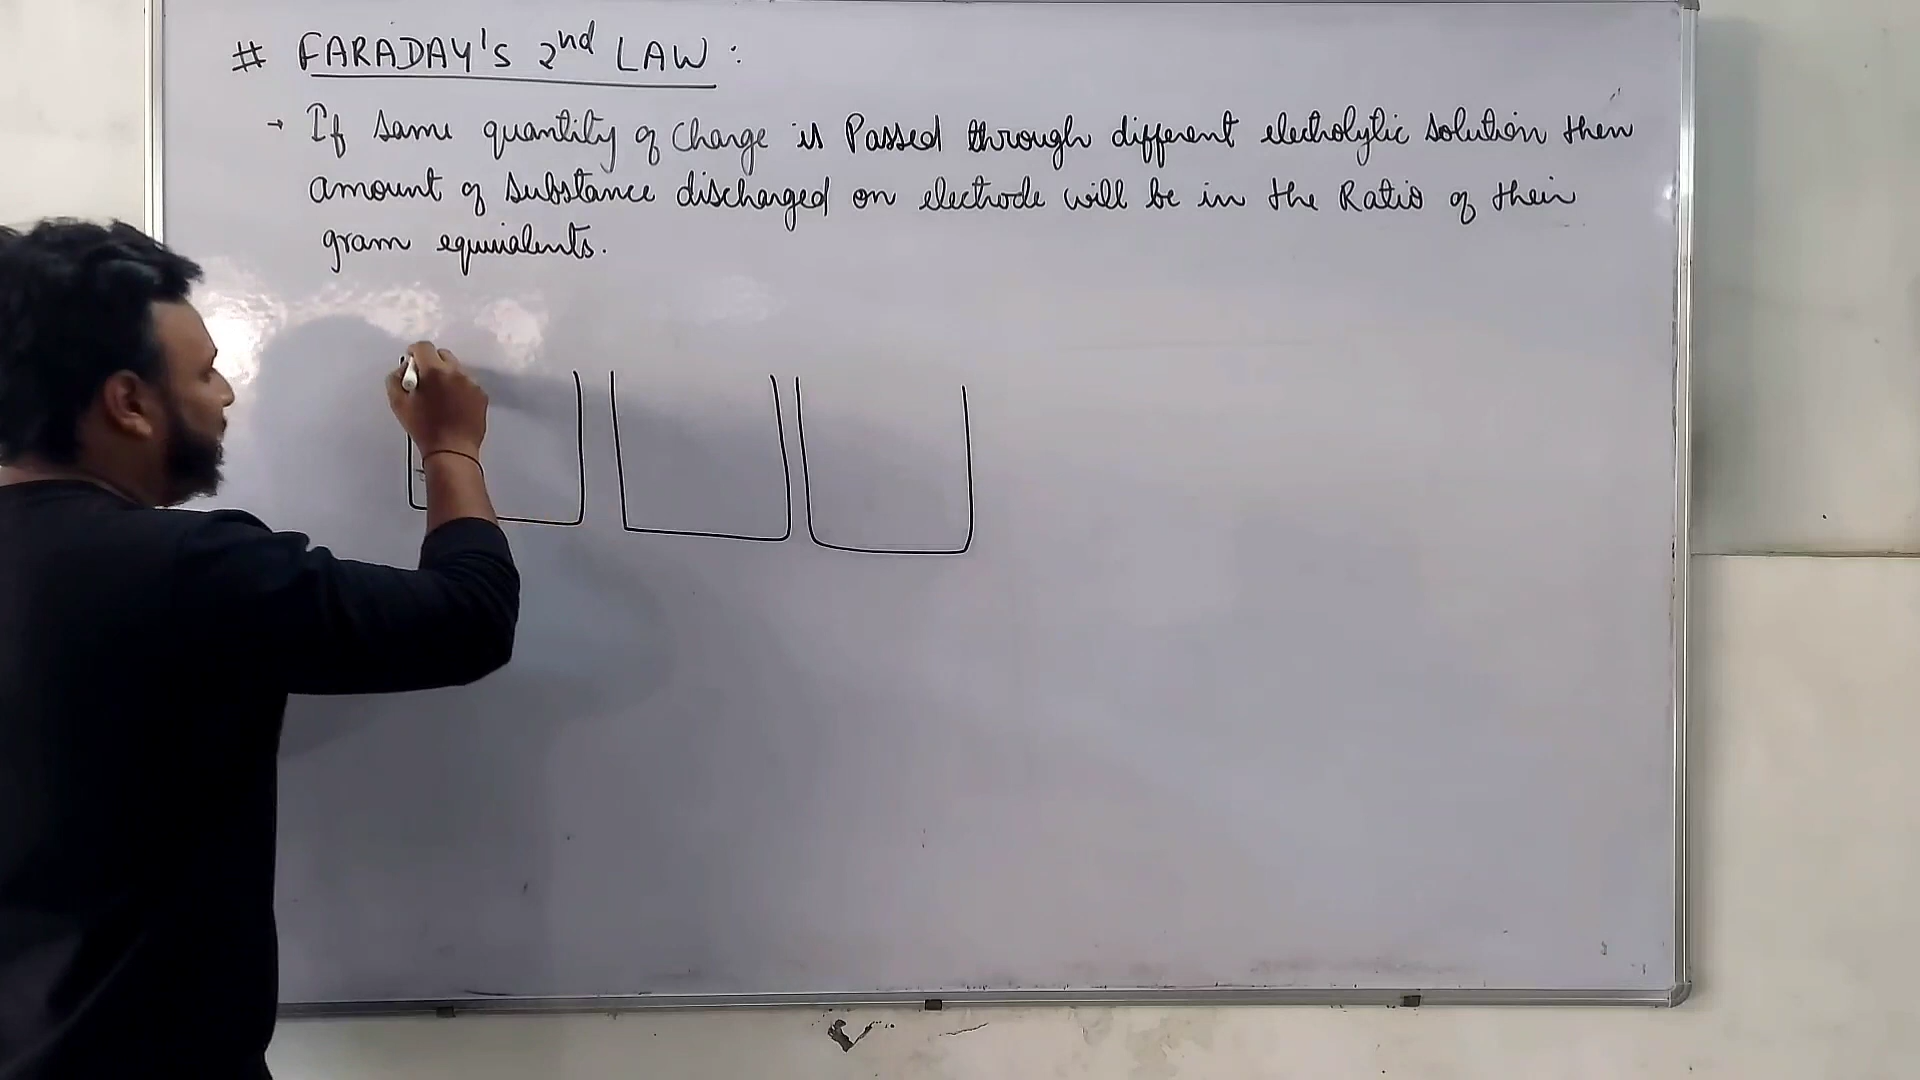 # FARADAY's 2nd LAW :
→ If same quantity of Charge is Passed through different electrolytic solution then
amount of substance discharged on electrode will be in the Ratio of their
gram equivalents.